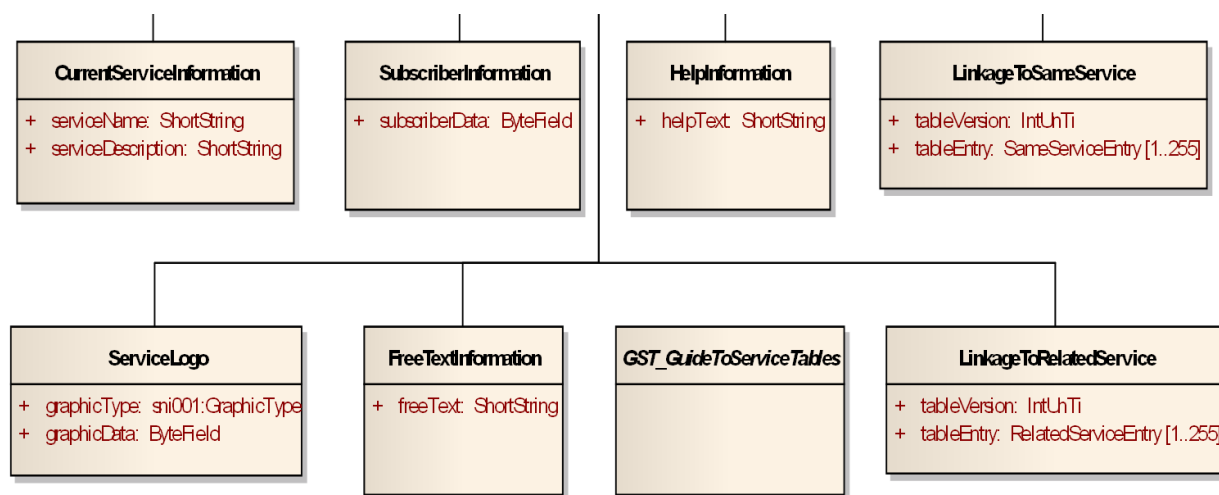 CurrentServiceInformation
+ serviceName: ShortString
+ serviceDescription: ShortString
SubscriberInformation
+ subscriberData: ByteField
HelpInformation
+ helpText: ShortString
LinkageToSameService
+ tableVersion: IntUnTi
+ tableEntry: SameServiceEntry [1..255]
ServiceLogo
+ graphicType: sni001:GraphicType
+ graphicData: ByteField
FreeTextInformation
+ freeText: ShortString
GST_GuideToServiceTables
LinkageToRelatedService
+ tableVersion: IntUnTi
+ tableEntry: RelatedServiceEntry [1..255]